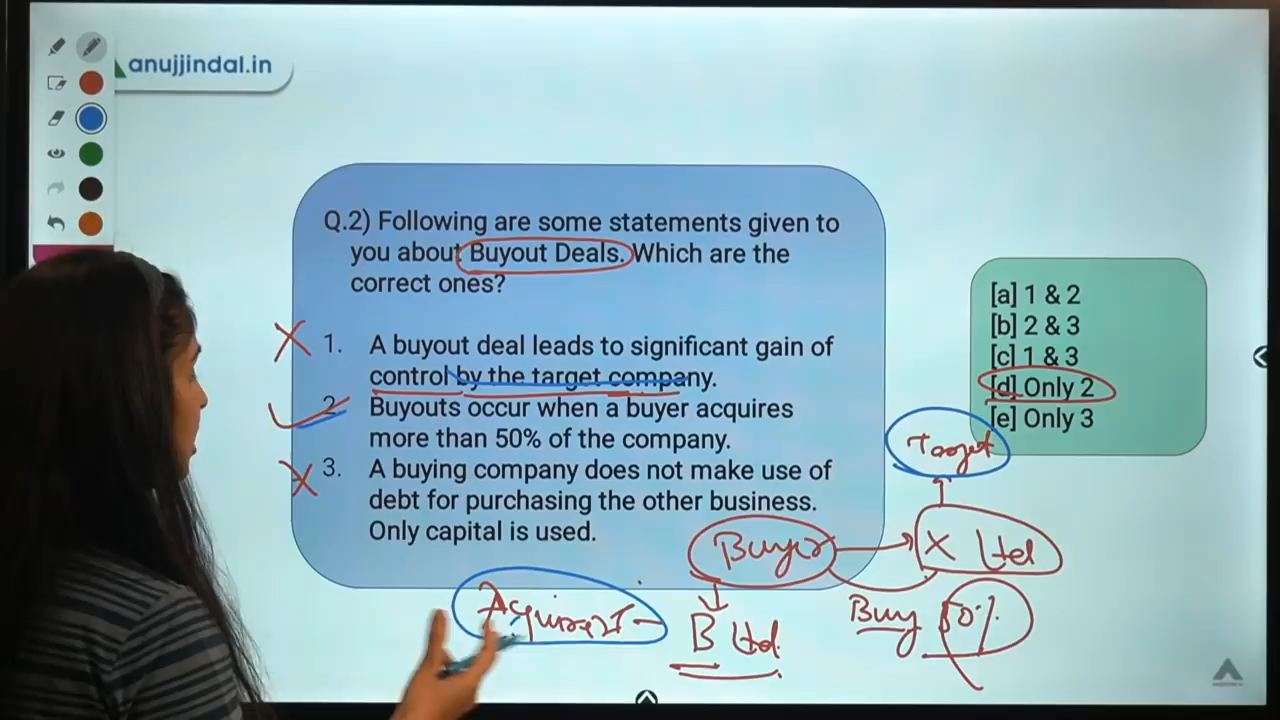 anujjindal.in
Q.2) Following are some statements given to
you about Buyout Deals. Which are the
correct ones?
1. A buyout deal leads to significant gain of
control by the target company.
2. Buyouts occur when a buyer acquires
more than 50% of the company.
3. A buying company does not make use of
debt for purchasing the other business.
Only capital is used.
[a] 1 & 2
[b] 2 & 3
[c] 1 & 3
[d] Only 2
[e] Only 3
Target
Buyer
X Ltd
B Ltd.
Buy 50%